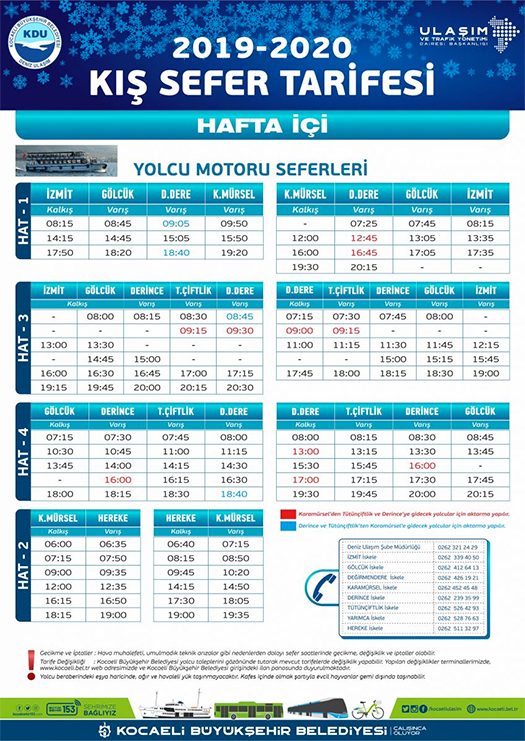 KOCAELİ BÜYÜKŞEHİR BELEDİYESİ
KDU
DENİZ ULAŞIM
ULAŞIM
VE TRAFİK YÖNETİMİ
DAİRESİ BAŞKANLIĞI
2019-2020
KIŞ SEFER TARİFESİ
HAFTA İÇİ
YOLCU MOTORU SEFERLERİ
HAT - 1
İZMİT GÖLCÜK D.DERE K.MÜRSEL
Kalkış Varış Varış Varış
08:15 08:45 09:05 09:50
14:15 14:45 15:05 15:50
17:50 18:20 18:40 19:20
K.MÜRSEL D.DERE GÖLCÜK İZMİT
Kalkış Varış Varış Varış
- 07:25 07:45 08:15
12:00 12:45 13:05 13:35
16:00 16:45 17:05 17:35
19:30 20:15 - -
HAT - 3
İZMİT GÖLCÜK DERİNCE T.ÇİFTLİK D.DERE
Kalkış Varış Varış Varış
- 08:00 08:15 08:30 08:45
- - - 09:15 09:30
13:00 13:30 - - -
- 14:45 15:00 - -
16:00 16:30 16:45 17:00 17:15
19:15 19:45 20:00 20:15 20:30
D.DERE T.ÇİFTLİK DERİNCE GÖLCÜK İZMİT
Kalkış Varış Varış Varış
07:15 07:30 07:45 08:00 -
09:00 09:15 - - -
11:00 11:15 11:30 11:45 12:15
- - 15:00 15:15 15:45
17:45 18:00 18:15 18:30 19:00
HAT - 4
GÖLCÜK DERİNCE T.ÇİFTLİK D.DERE
Kalkış Varış Varış Varış
07:15 07:30 07:45 08:00
10:30 10:45 11:00 11:15
13:45 14:00 14:15 14:30
- 16:00 16:15 16:30
18:00 18:15 18:30 18:40
D.DERE T.ÇİFTLİK DERİNCE GÖLCÜK
Kalkış Varış Varış Varış
08:00 08:15 08:30 08:45
13:00 13:15 13:30 13:45
15:30 15:45 16:00 -
17:00 17:15 17:30 17:45
19:30 19:45 20:00 20:15
Karamürsel'den Tütünçiftlik ve Derince'ye gidecek yolcular için aktarma yapılır.
Derince ve Tütünçiftlik'ten Karamürsel'e gidecek yolcular için aktarma yapılır.
HAT - 2
K.MÜRSEL HEREKE
Kalkış Varış
06:00 06:35
07:15 07:50
09:00 09:35
12:00 12:35
16:15 16:50
18:15 19:00
HEREKE K.MÜRSEL
Kalkış Varış
06:40 07:15
08:15 08:50
09:45 10:20
14:15 14:50
17:30 18:05
19:00 19:35
Deniz Ulaşım Şube Müdürlüğü 0262 321 24 29
İZMİT İskele 0262 339 40 50
GÖLCÜK İskele 0262 412 64 13
DEĞİRMENDERE İskele 0262 426 19 21
KARAMÜRSEL İskele 0262 452 45 48
DERİNCE İskele 0262 239 35 99
TÜTÜNÇİFTLİK İskele 0262 526 42 93
YARIMCA İskele 0262 528 76 63
HEREKE İskele 0262 511 32 97
Gecikme ve İptaller : Hava muhalefeti, umulmadık teknik arızalar gibi nedenlerden dolayı sefer saatlerinde gecikme, değişiklik ve iptaller olabilir.
Tarife Değişikliği : Kocaeli Büyükşehir Belediyesi yolcu taleplerini gözönünde tutarak mevcut tarifelerde değişiklik yapabilir. Yapılan değişiklikler terminallerimizde,
www.kocaeli.bel.tr web adresimizde ve Kocaeli Büyükşehir Belediyesi girişindeki ilan panosunda duyurulmaktadır.
Yolcu beraberindeki eşya haricinde, ağır ve havaleli yük taşınmayacaktır. Kafes içinde olmak şartıyla evcil hayvanlar gemi dışında taşınabilir.
153
ŞEHRİMİZE
BAĞLIYIZ
/kocaeliulasim
kocaeli.bel.tr
KOCAELİ BÜYÜKŞEHİR BELEDİYESİ
ÇALIŞINCA
OLUYOR